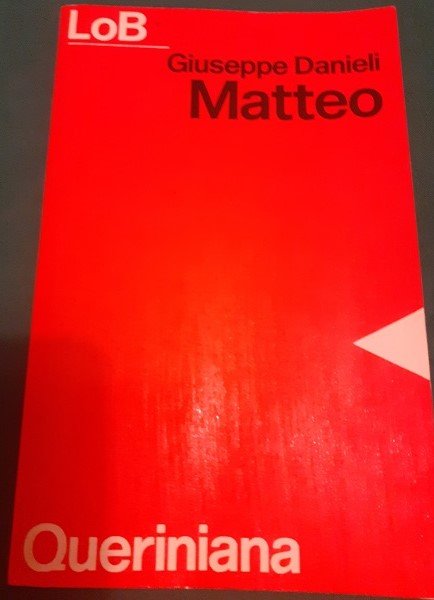 LoB
Giuseppe Danieli
Matteo
Queriniana